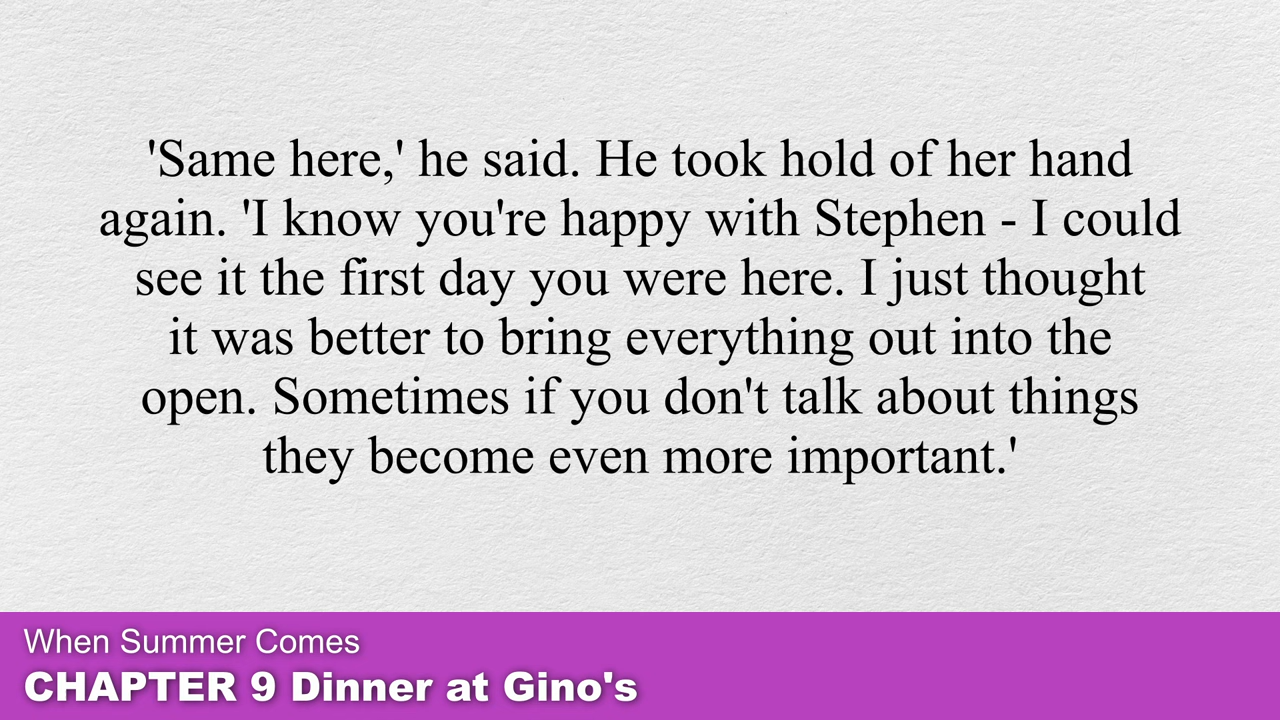 'Same here,' he said. He took hold of her hand
again. 'I know you're happy with Stephen - I could
see it the first day you were here. I just thought
it was better to bring everything out into the
open. Sometimes if you don't talk about things
they become even more important.'
When Summer Comes
CHAPTER 9 Dinner at Gino's